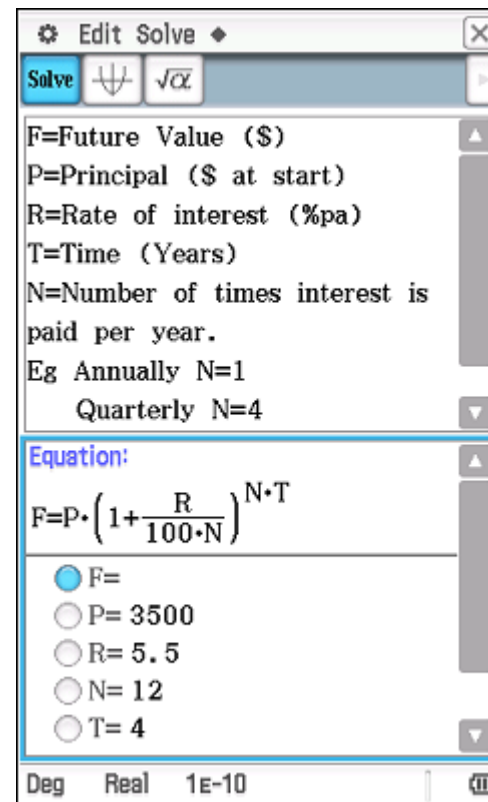 Edit Solve ◆
Solve √α
F=Future Value ($)
P=Principal ($ at start)
R=Rate of interest (%pa)
T=Time (Years)
N=Number of times interest is
paid per year.
Eg Annually N=1
Quarterly N=4
Equation:
F=P·(1+R/(100·N))^(N·T)
F=
P= 3500
R= 5.5
N= 12
T= 4
Deg Real 1E-10